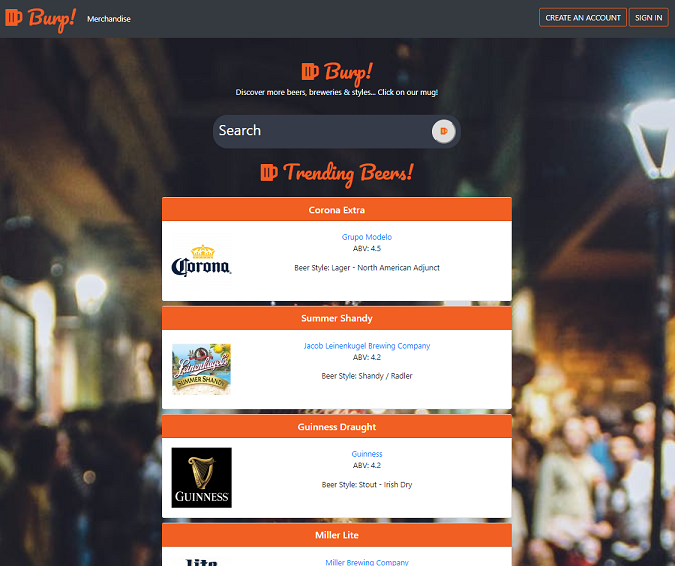 Burp!
Merchandise
CREATE AN ACCOUNT
SIGN IN
Burp!
Discover more beers, breweries & styles... Click on our mug!
Search
Trending Beers!
Corona Extra
Corona
Grupo Modelo
ABV: 4.5
Beer Style: Lager - North American Adjunct
Summer Shandy
Leinenkugel's
SUMMER SHANDY
Jacob Leinenkugel Brewing Company
ABV: 4.2
Beer Style: Shandy / Radler
Guinness Draught
GUINNESS
Guinness
ABV: 4.2
Beer Style: Stout - Irish Dry
Miller Lite
Lite
Miller Brewing Company